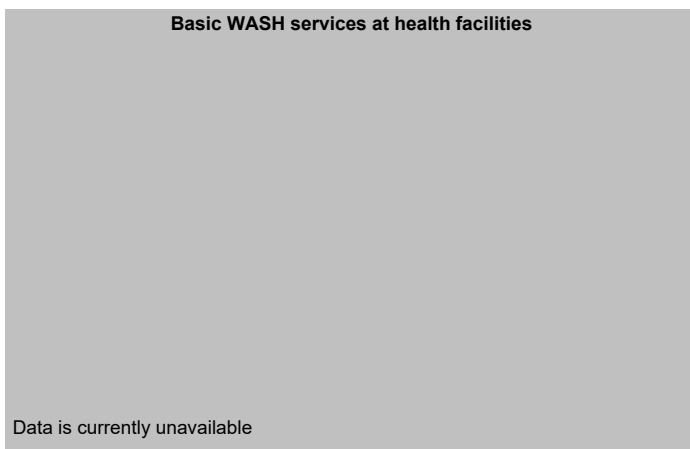 Basic WASH services at health facilities
Data is currently unavailable